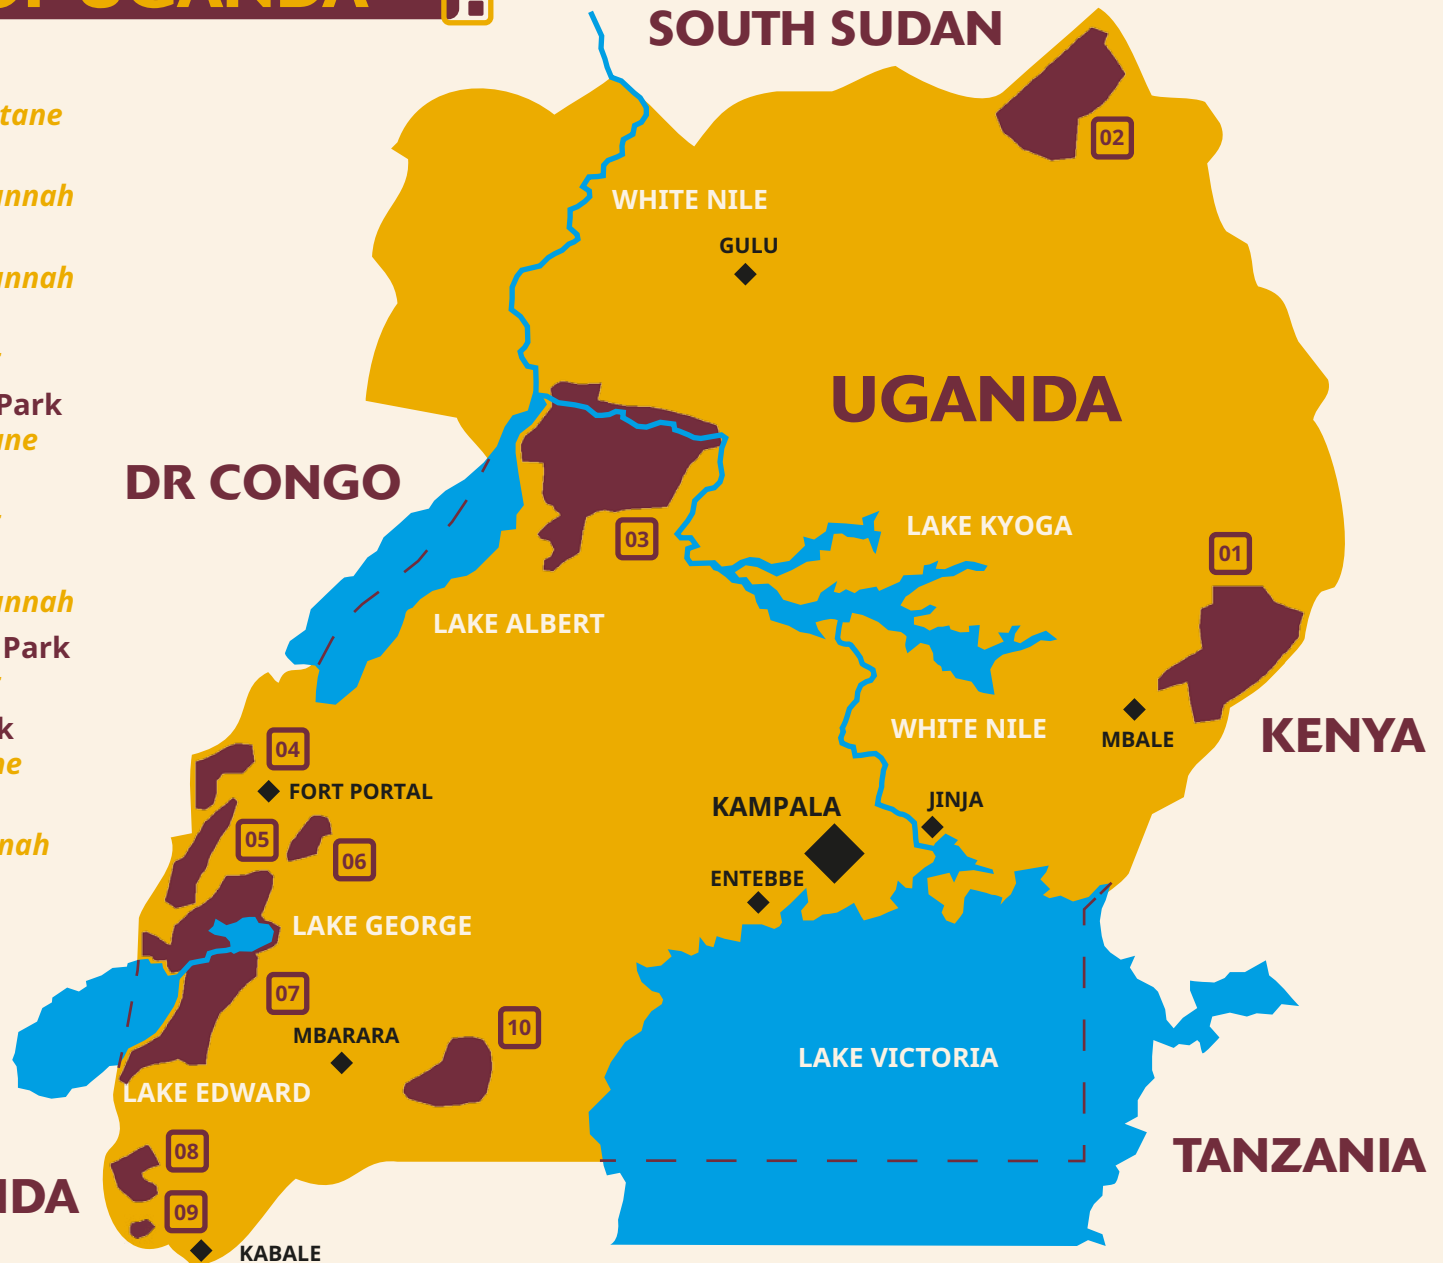 OF UGANDA
SOUTH SUDAN
02
WHITE NILE
GULU
UGANDA
Park
DR CONGO
03
LAKE KYOGA
01
LAKE ALBERT
Park
WHITE NILE
MBALE
KENYA
04
FORT PORTAL
KAMPALA
JINJA
05
06
ENTEBBE
LAKE GEORGE
07
10
MBARARA
LAKE VICTORIA
LAKE EDWARD
08
TANZANIA
09
KABALE